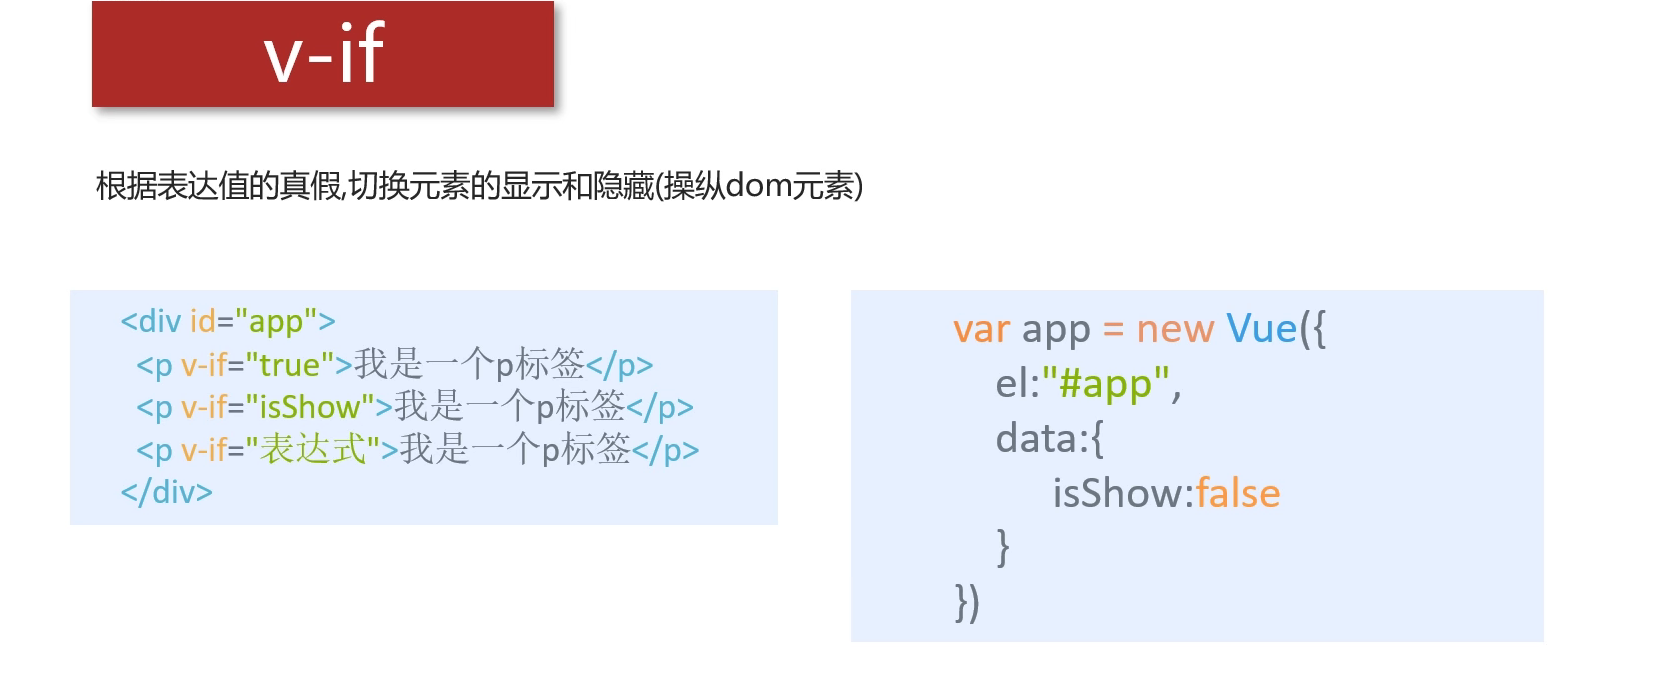 v-if
根据表达值的真假,切换元素的显示和隐藏(操纵dom元素)
<div id="app">
<p v-if="true">我是一个p标签</p>
<p v-if="isShow">我是一个p标签</p>
<p v-if="表达式">我是一个p标签</p>
</div>
var app = new Vue({
el:"#app",
data:{
isShow:false
}
})